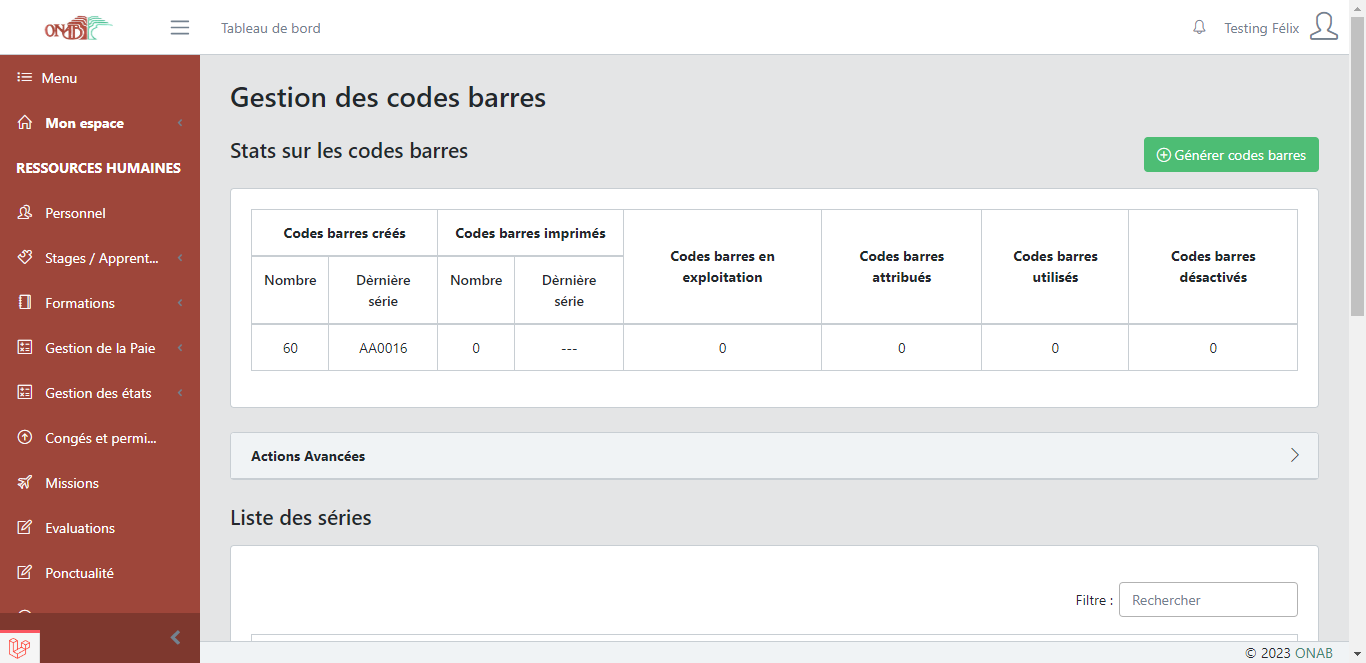 ONAB
Tableau de bord
Testing Félix
Menu
Mon espace
RESSOURCES HUMAINES
Personnel
Stages / Apprent...
Formations
Gestion de la Paie
Gestion des états
Congés et permi...
Missions
Evaluations
Ponctualité
Gestion des codes barres
Stats sur les codes barres
Générer codes barres
Codes barres créés
Codes barres imprimés
Codes barres en
exploitation
Codes barres
attribués
Codes barres
utilisés
Codes barres
désactivés
Nombre
Dèrnière
série
Nombre
Dèrnière
série
60 AA0016 0 --- 0 0 0 0
Actions Avancées
Liste des séries
Filtre : Rechercher
© 2023 ONAB